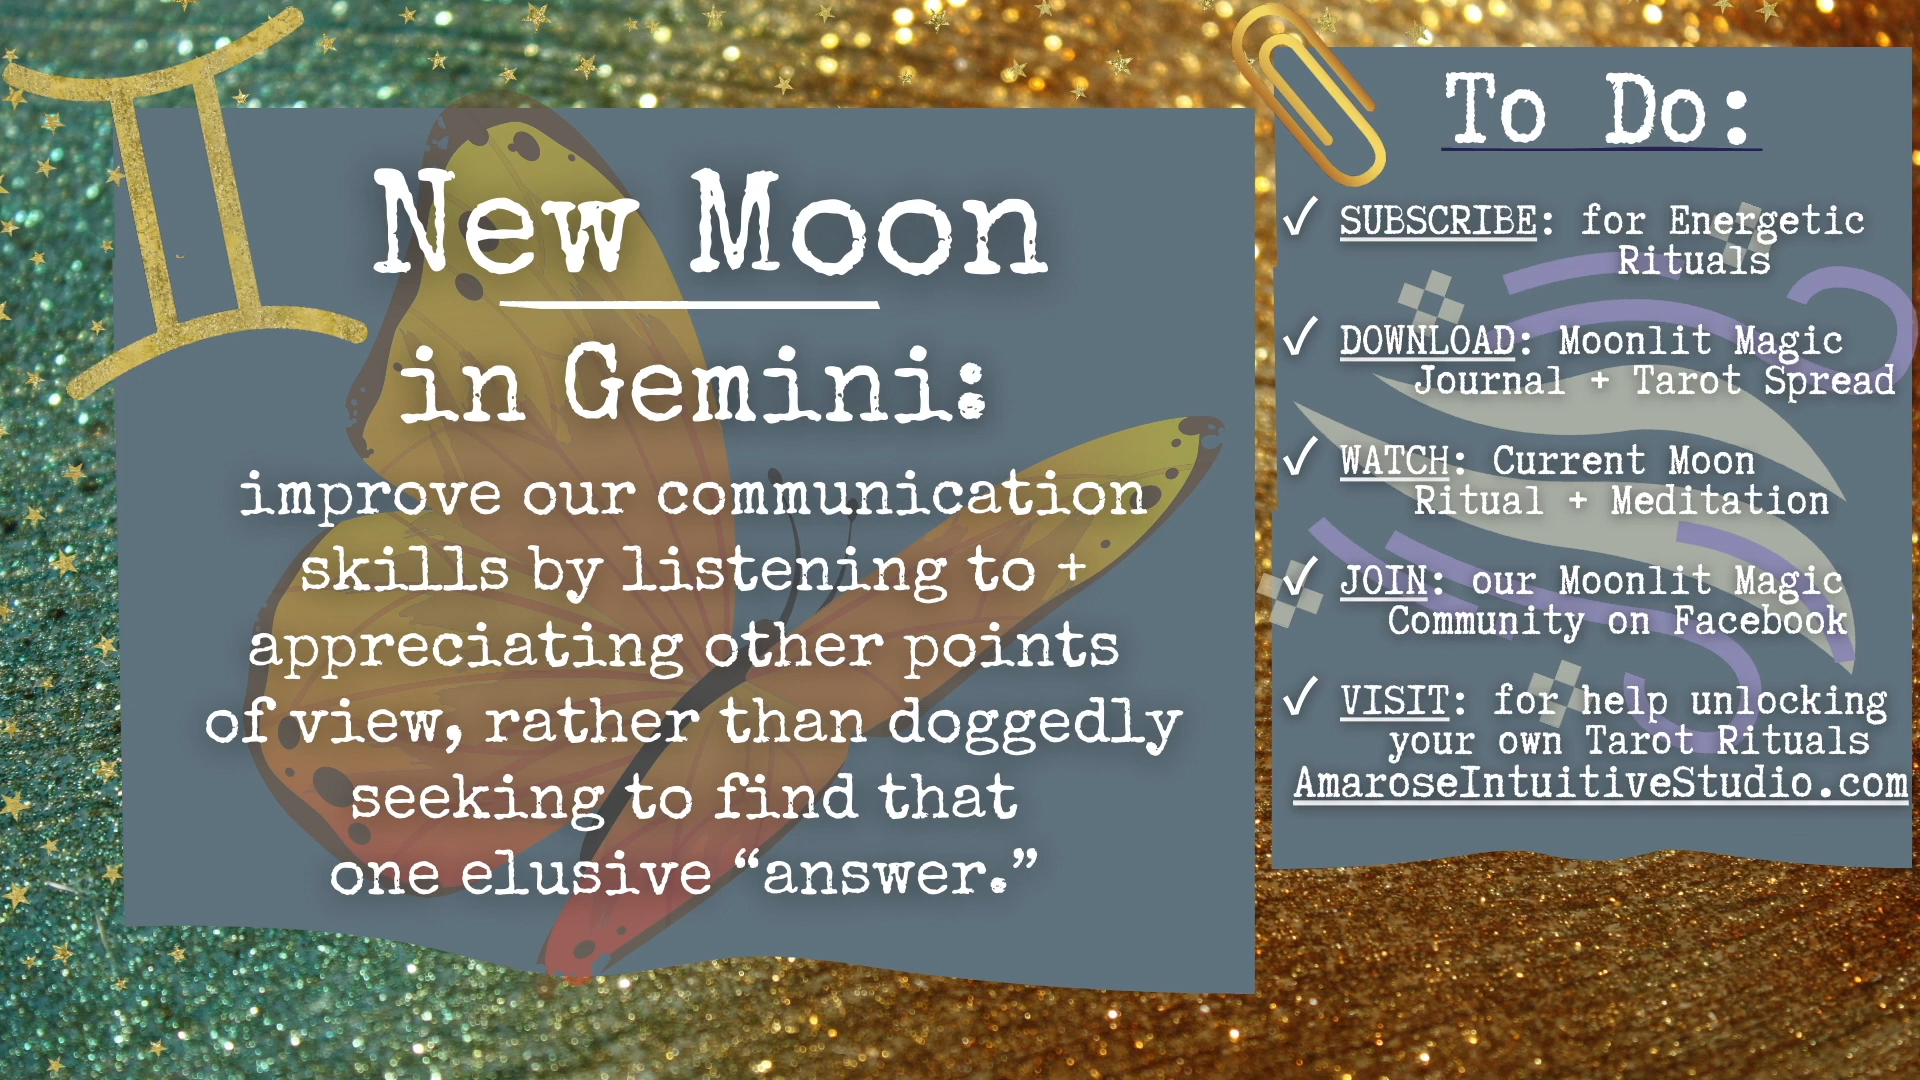 New Moon
in Gemini:
improve our communication
skills by listening to +
appreciating other points
of view, rather than doggedly
seeking to find that
one elusive “answer.”
To Do:
✓ SUBSCRIBE: for Energetic
Rituals
✓ DOWNLOAD: Moonlit Magic
Journal + Tarot Spread
✓ WATCH: Current Moon
Ritual + Meditation
✓ JOIN: our Moonlit Magic
Community on Facebook
✓ VISIT: for help unlocking
your own Tarot Rituals
AmaroseIntuitiveStudio.com